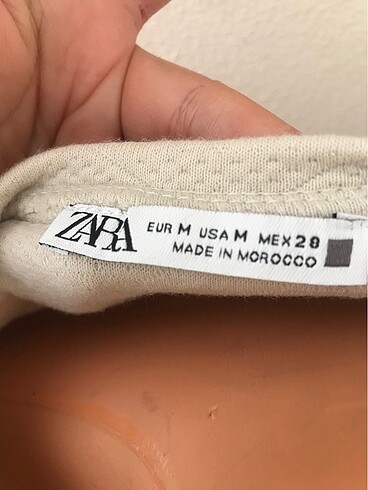 ZARA
EUR M USA M MEX 28
MADE IN MOROCCO